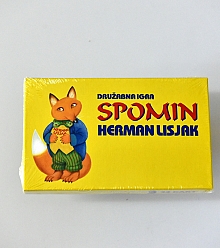 DRUŽABNA IGRA
SPOMIN
HERMAN LISJAK